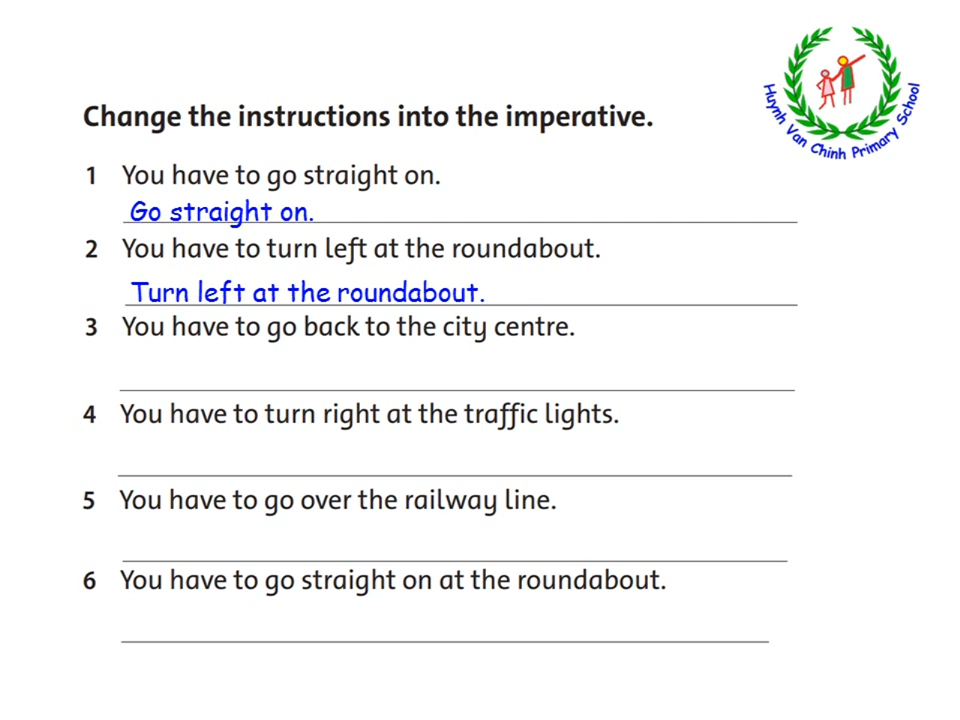 Huynh Van Chinh Primary School
Change the instructions into the imperative.
1 You have to go straight on.
Go straight on.
2 You have to turn left at the roundabout.
Turn left at the roundabout.
3 You have to go back to the city centre.
4 You have to turn right at the traffic lights.
5 You have to go over the railway line.
6 You have to go straight on at the roundabout.